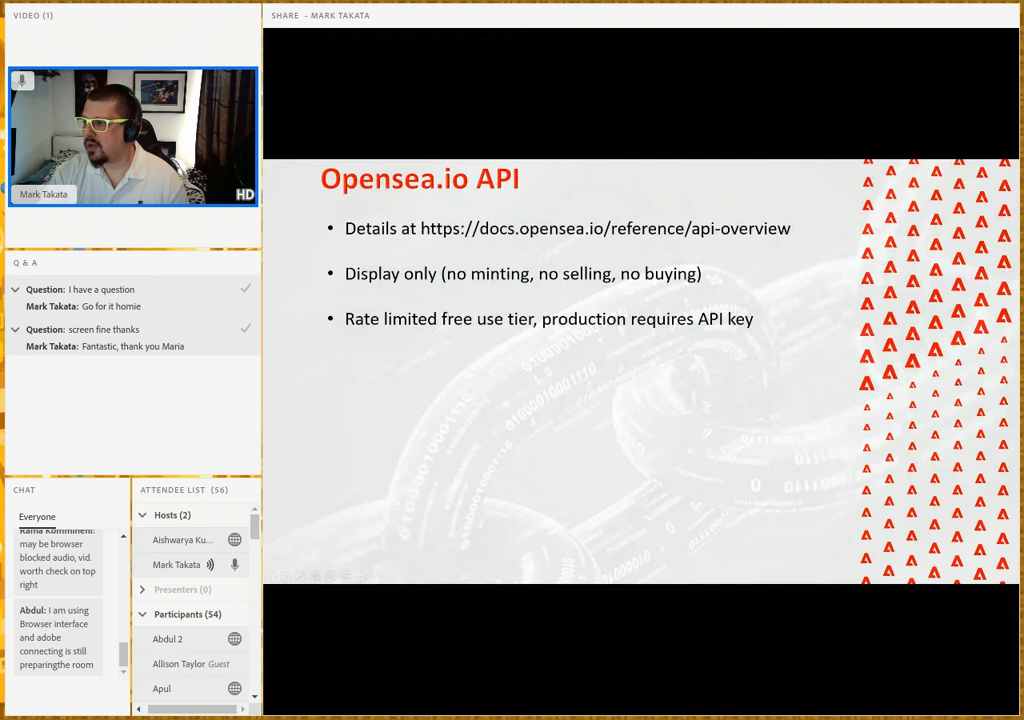 VIDEO (1)
HD
Mark Takata
Q & A
Question: I have a question
Mark Takata: Go for it homie
Question: screen fine thanks
Mark Takata: Fantastic, thank you Maria
CHAT
Everyone
Rama Kommineni:
may be browser
blocked audio, vid.
worth check on top
right
Abdul: I am using
Browser interface
and adobe
connecting is still
preparingthe room
ATTENDEE LIST (56)
Hosts (2)
Aishwarya Ku...
Mark Takata
Presenters (0)
Participants (54)
Abdul 2
Allison Taylor Guest
Apul
SHARE - MARK TAKATA
Opensea.io API
• Details at https://docs.opensea.io/reference/api-overview
• Display only (no minting, no selling, no buying)
• Rate limited free use tier, production requires API key